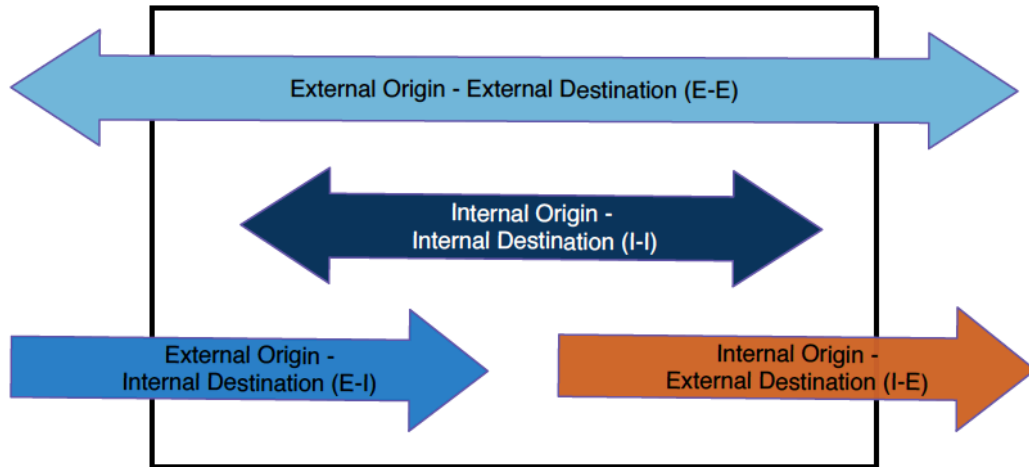 External Origin - External Destination (E-E)
Internal Origin -
Internal Destination (I-I)
External Origin -
Internal Destination (E-I)
Internal Origin -
External Destination (I-E)